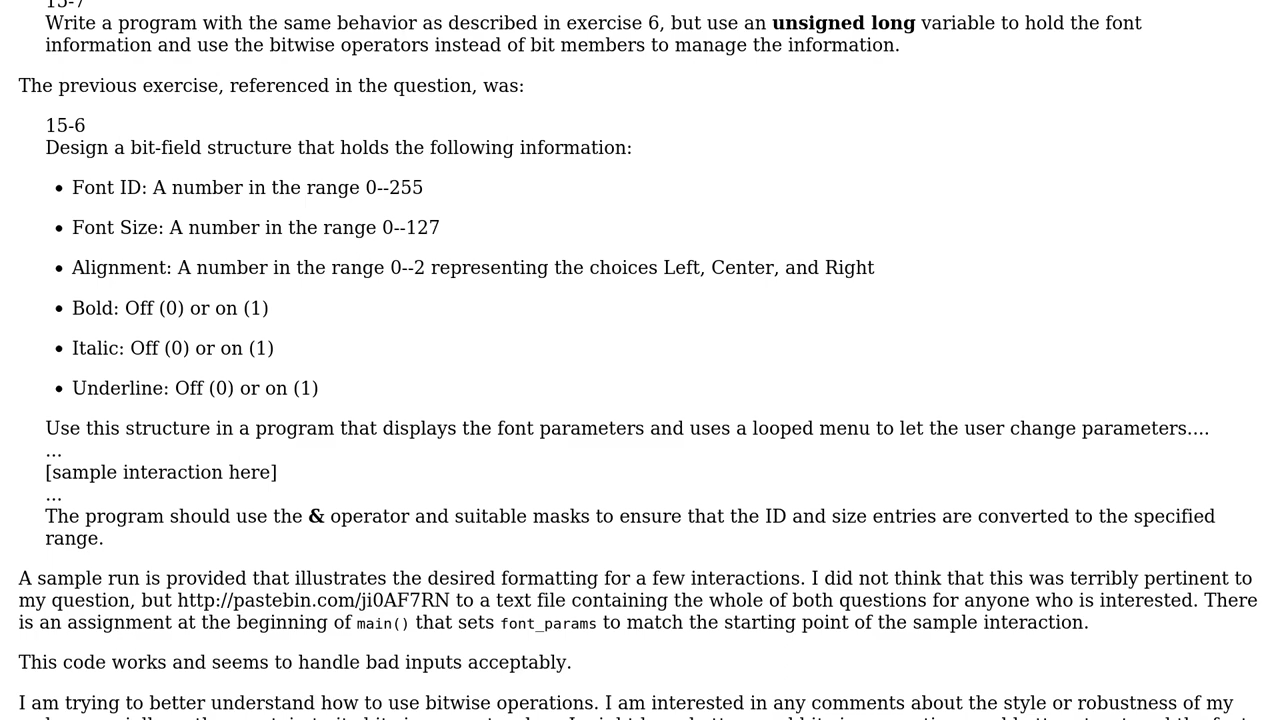 15-7
Write a program with the same behavior as described in exercise 6, but use an unsigned long variable to hold the font
information and use the bitwise operators instead of bit members to manage the information.
The previous exercise, referenced in the question, was:
15-6
Design a bit-field structure that holds the following information:
• Font ID: A number in the range 0--255
• Font Size: A number in the range 0--127
• Alignment: A number in the range 0--2 representing the choices Left, Center, and Right
• Bold: Off (0) or on (1)
• Italic: Off (0) or on (1)
• Underline: Off (0) or on (1)
Use this structure in a program that displays the font parameters and uses a looped menu to let the user change parameters....
...
[sample interaction here]
...
The program should use the & operator and suitable masks to ensure that the ID and size entries are converted to the specified
range.
A sample run is provided that illustrates the desired formatting for a few interactions. I did not think that this was terribly pertinent to
my question, but http://pastebin.com/ji0AF7RN to a text file containing the whole of both questions for anyone who is interested. There
is an assignment at the beginning of main() that sets font_params to match the starting point of the sample interaction.
This code works and seems to handle bad inputs acceptably.
I am trying to better understand how to use bitwise operations. I am interested in any comments about the style or robustness of my